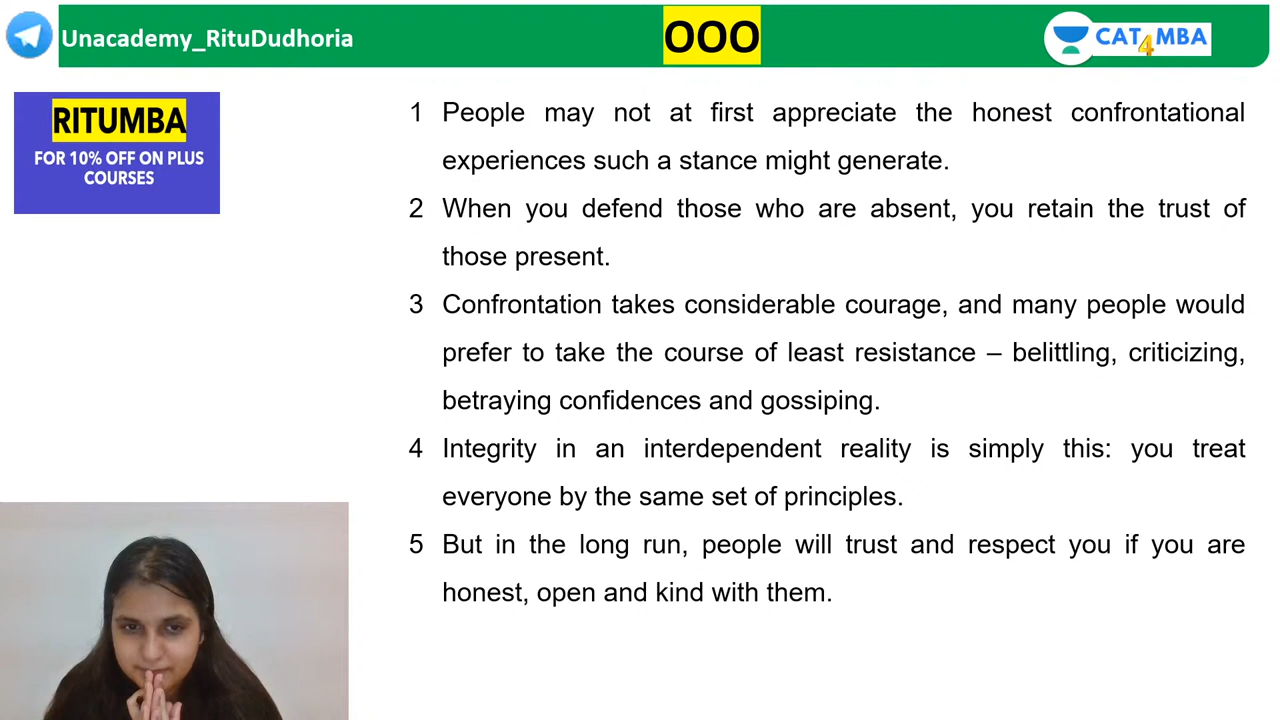 Unacademy_RituDudhoria
OOO
CAT4MBA
RITUMBA
FOR 10% OFF ON PLUS
COURSES
1 People may not at first appreciate the honest confrontational
experiences such a stance might generate.
2 When you defend those who are absent, you retain the trust of
those present.
3 Confrontation takes considerable courage, and many people would
prefer to take the course of least resistance – belittling, criticizing,
betraying confidences and gossiping.
4 Integrity in an interdependent reality is simply this: you treat
everyone by the same set of principles.
5 But in the long run, people will trust and respect you if you are
honest, open and kind with them.